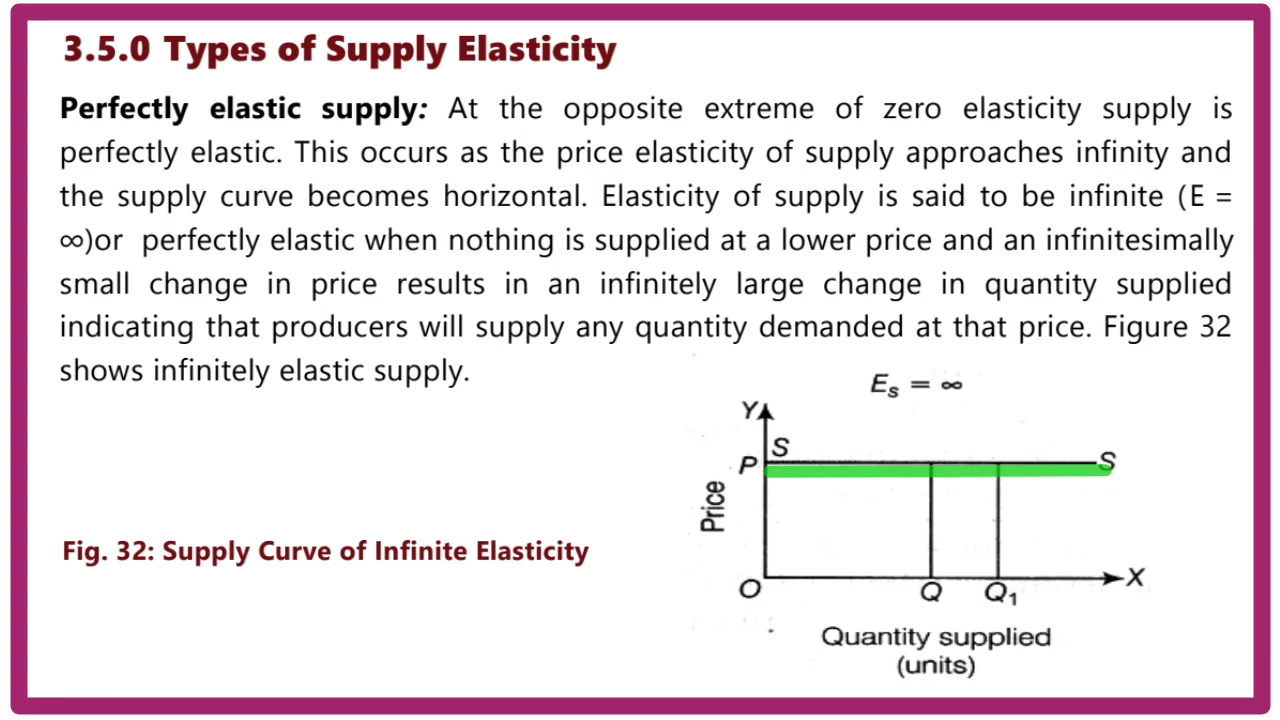 3.5.0 Types of Supply Elasticity
Perfectly elastic supply: At the opposite extreme of zero elasticity supply is
perfectly elastic. This occurs as the price elasticity of supply approaches infinity and
the supply curve becomes horizontal. Elasticity of supply is said to be infinite (E =
∞)or perfectly elastic when nothing is supplied at a lower price and an infinitesimally
small change in price results in an infinitely large change in quantity supplied
indicating that producers will supply any quantity demanded at that price. Figure 32
shows infinitely elastic supply.
Es = ∞
Y
S
P
S
Price
Fig. 32: Supply Curve of Infinite Elasticity
O
Q
Q1
X
Quantity supplied
(units)